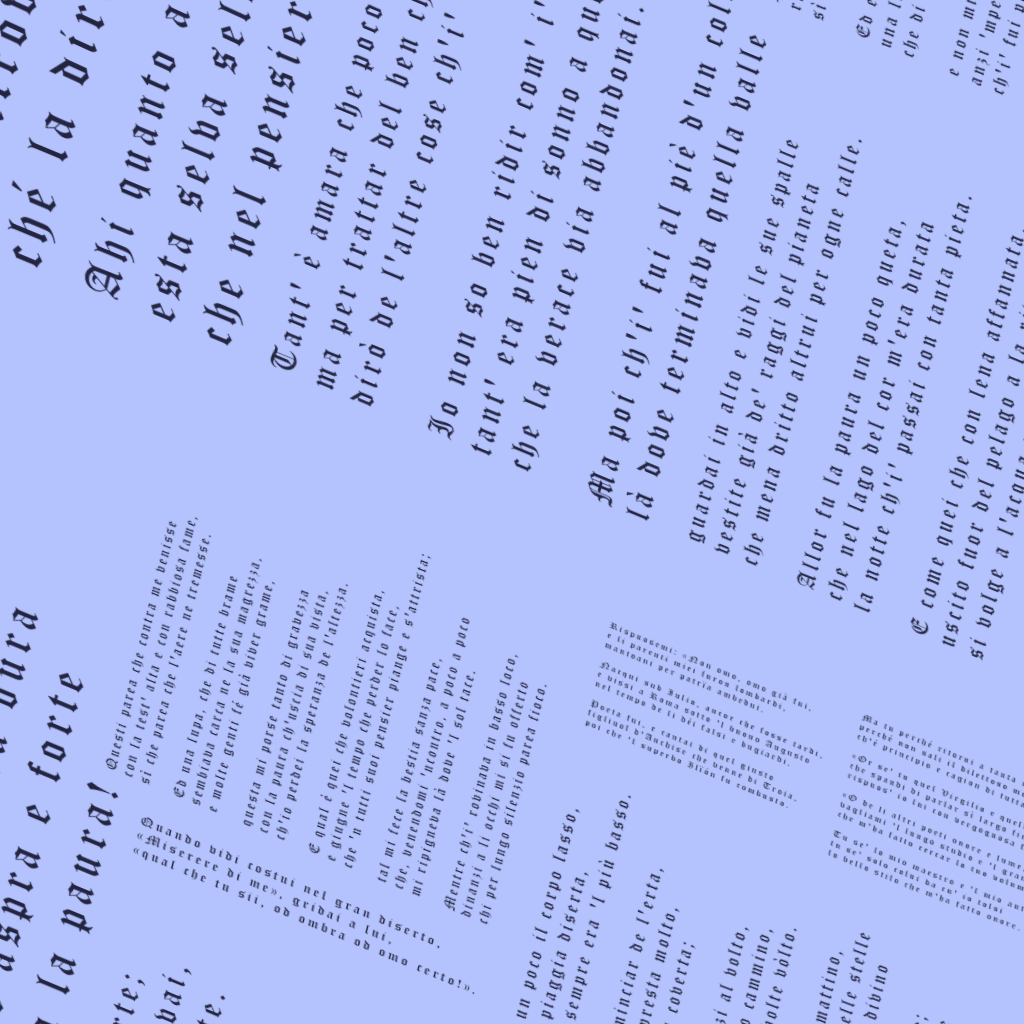 ché la dir
Ahi quanto a
esta selva sel
che nel pensier
Tant' è amara che poco
ma per trattar del ben ch
dirò de l'altre cose ch'i'
Io non so ben ridir com' i'
tant' era pien di sonno a qu
che la verace via abbandonai.
Ma poi ch'i' fui al piè d'un col
là dove terminava quella valle
guardai in alto e vidi le sue spalle
vestite già de' raggi del pianeta
che mena dritto altrui per ogne calle.
Allor fu la paura un poco queta,
che nel lago del cor m'era durata
la notte ch'i' passai con tanta pieta.
E come quei che con lena affannata,
uscito fuor del pelago a la ri
si volge a l'acqua
Ed e
una l
che di
e non mi
anzi 'mpe
ch'i' fui p
dura
aspra e forte
la paura!
rte;
vai,
te.
Questi parea che contra me venisse
con la test' alta e con rabbiosa fame,
sì che parea che l'aere ne tremesse.
Ed una lupa, che di tutte brame
sembiava carca ne la sua magrezza,
e molte genti fé già viver grame,
questa mi porse tanto di gravezza
con la paura ch'uscia di sua vista,
ch'io perdei la speranza de l'altezza.
E qual è quei che volontieri acquista,
e giugne 'l tempo che perder lo face,
che 'n tutti suoi pensier piange e s'attrista;
tal mi fece la bestia sanza pace,
che, venendomi 'ncontro, a poco a poco
mi ripigneva là dove 'l sol tace.
Mentre ch'i' rovinava in basso loco,
dinanzi a li occhi mi si fu offerto
chi per lungo silenzio parea fioco.
Quando vidi costui nel gran diserto,
«Miserere di me», gridai a lui,
«qual che tu sii, od ombra od omo certo!».
Rispuosemi: «Non omo, omo già fui,
e li parenti miei furon lombardi,
mantoani per patrïa ambedui.
Nacqui sub Iulio, ancor che fosse tardi,
e vissi a Roma sotto 'l buono Augusto
nel tempo de li dèi falsi e bugiardi.
Poeta fui, e cantai di quel giusto
figliuol d'Anchise che venne di Troia,
poi che 'l superbo Ilïón fu combusto.
Ma tu perché ritorni a tanta
perché non sali il dilettoso mo
ch'è principio e cagion di tutta
«Or se' tu quel Virgilio e quel
che spandi di parlar sì largo fi
rispuos' io lui con vergognosa
«O de li altri poeti onore e lume
vagliami 'l lungo studio e 'l gran
che m'ha fatto cercar lo tuo volum
Tu se' lo mio maestro e 'l mio aut
tu se' solo colui da cu' io tolsi
lo bello stilo che m'ha fatto onore.
un poco il corpo lasso,
piaggia diserta,
sempre era 'l più basso.
minciar de l'erta,
presta molto,
coverta;
zi al volto,
cammino,
volte vòlto.
mattino,
elle stelle
divino